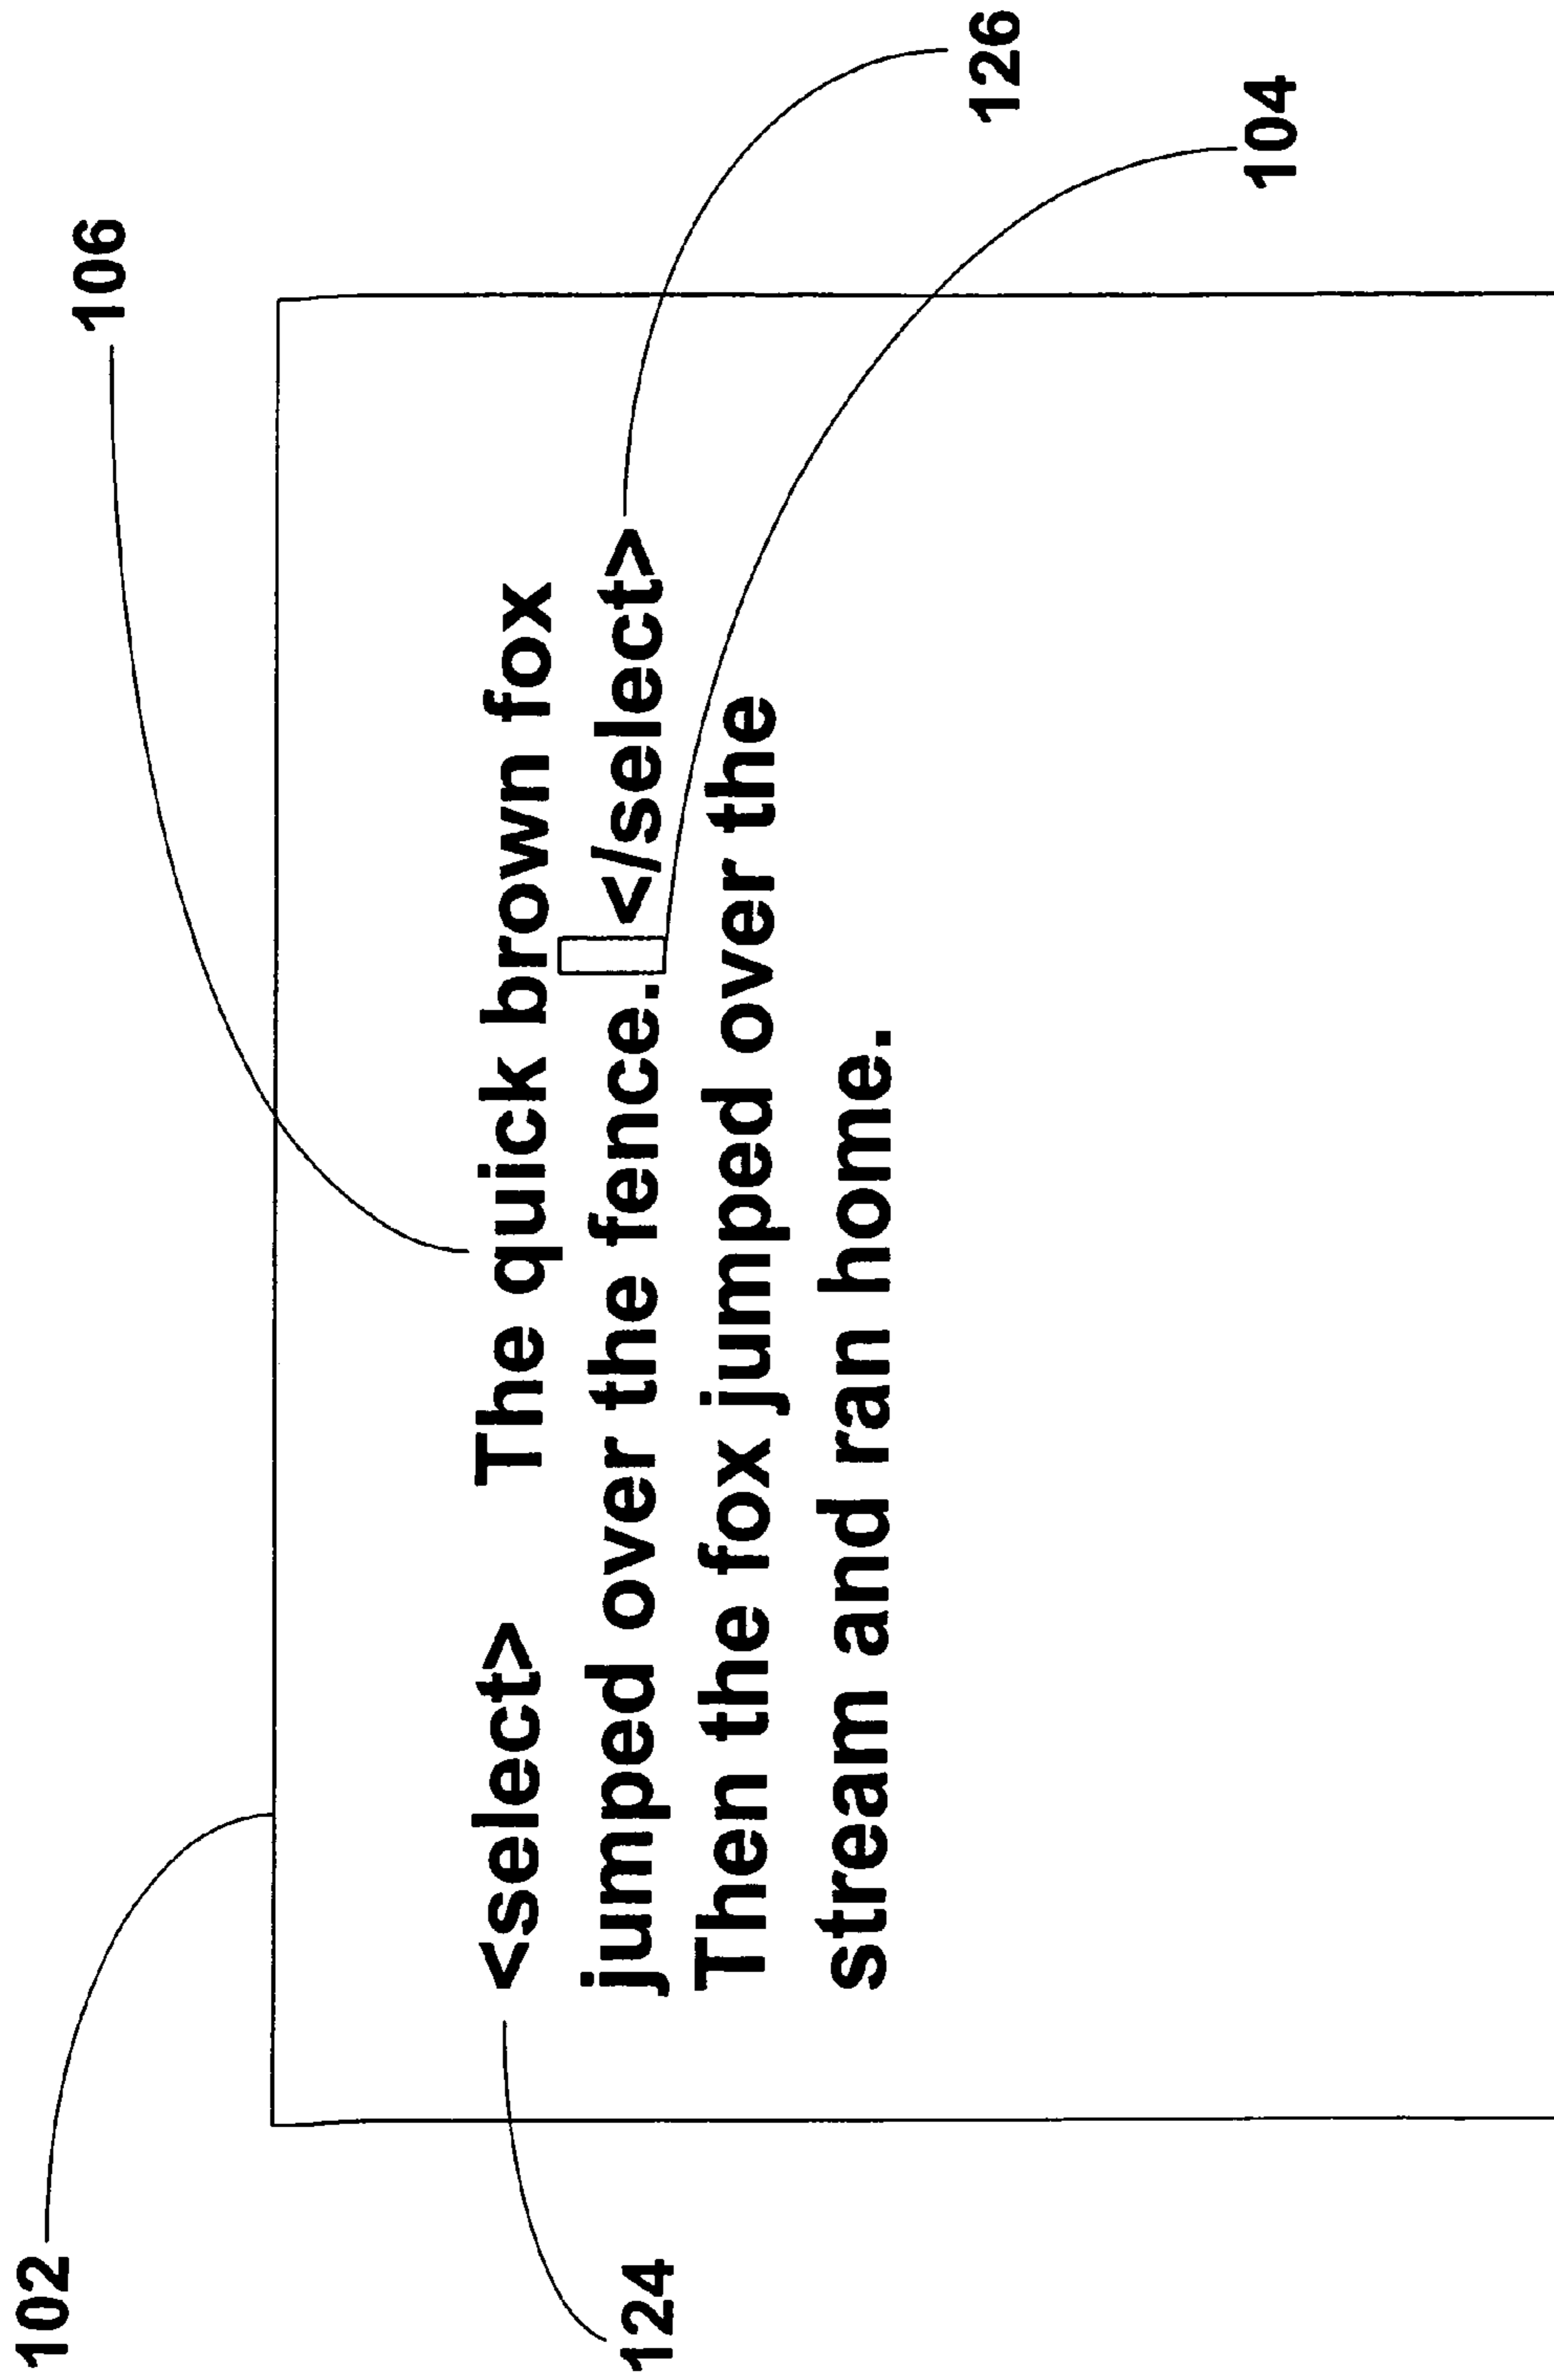 102
106
<select> The quick brown fox
jumped over the fence. </select>
Then the fox jumped over the
stream and ran home.
124
126
104